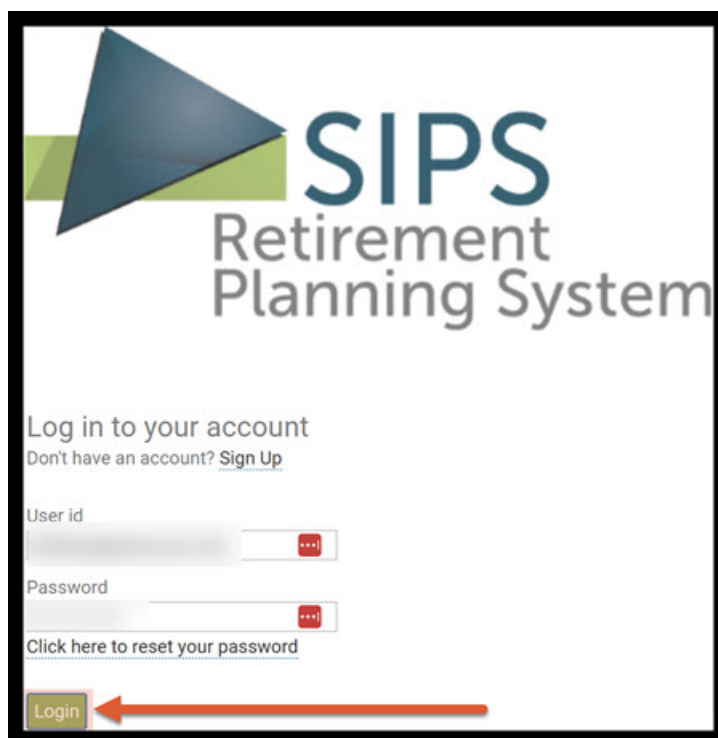 SIPS
Retirement
Planning System
Log in to your account
Don't have an account? Sign Up
User id
Password
Click here to reset your password
Login